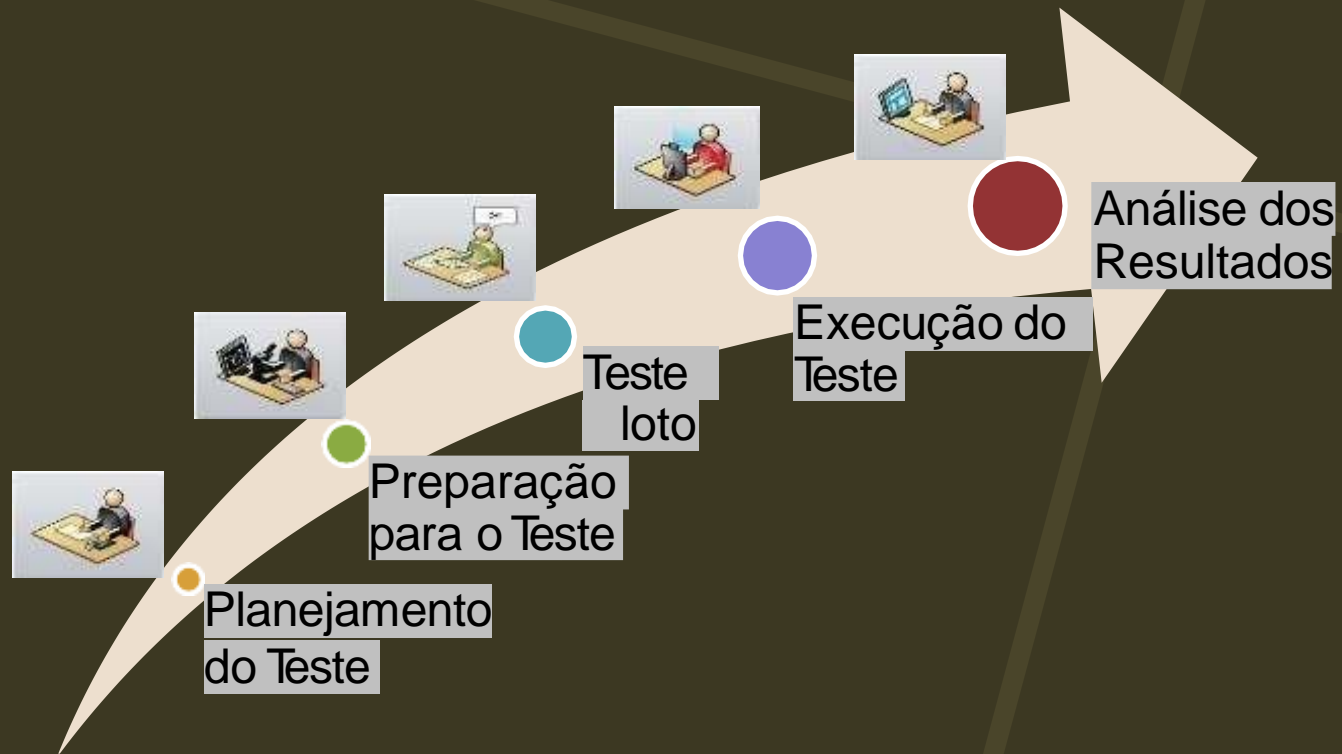 Planejamento
do Teste
Preparação
para o Teste
Teste
loto
Execução do
Teste
Análise dos
Resultados